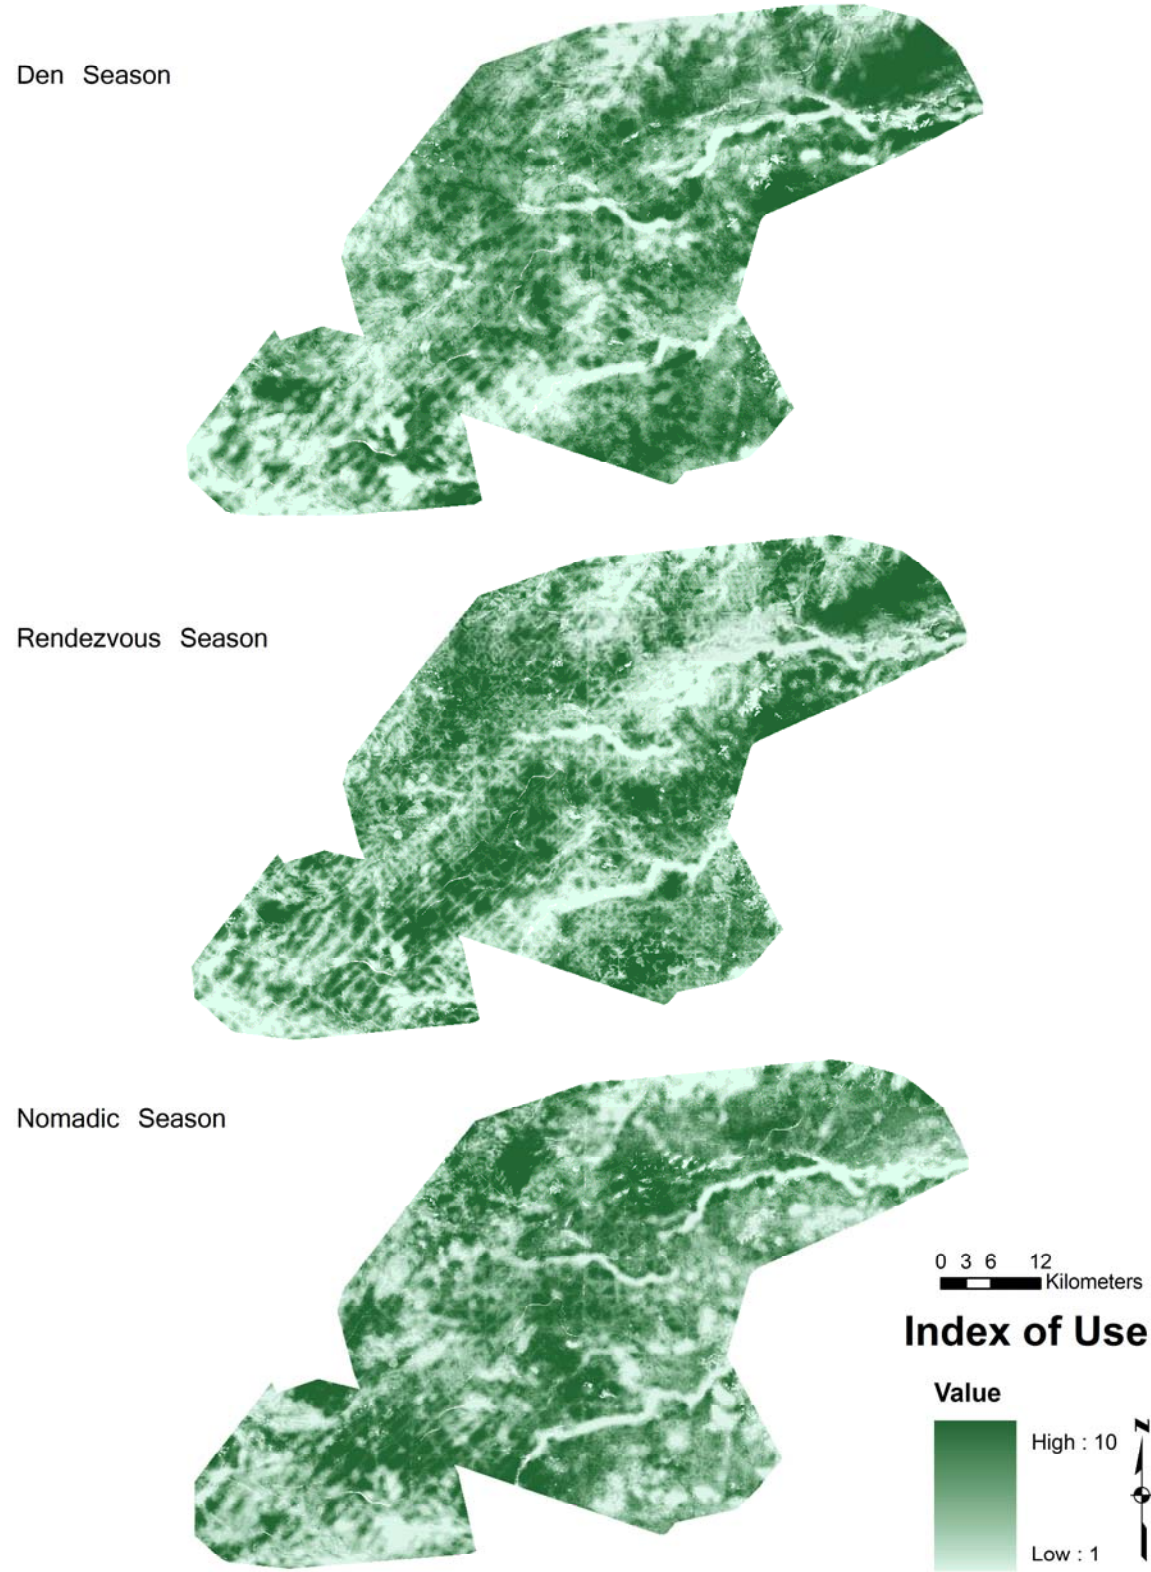 Den Season
Rendezvous Season
Nomadic Season
0 3 6 12
Kilometers
Index of Use
Value
High : 10
Low : 1
N